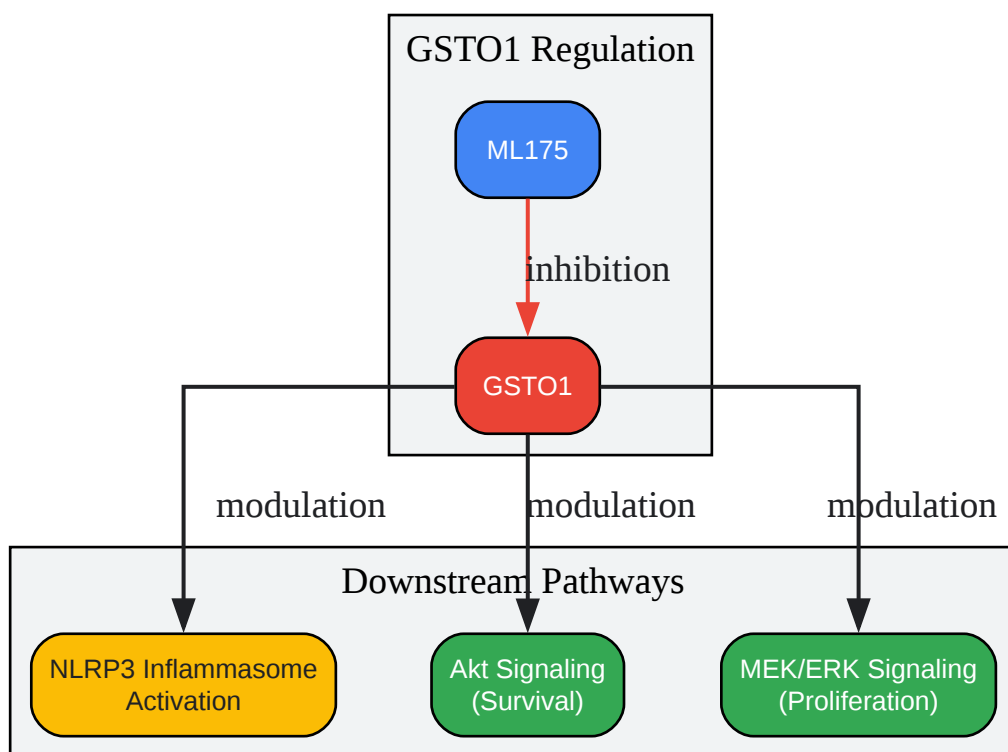 GSTO1 Regulation
ML175
inhibition
GSTO1
modulation
modulation
modulation
Downstream Pathways
NLRP3 Inflammasome
Activation
Akt Signaling
(Survival)
MEK/ERK Signaling
(Proliferation)